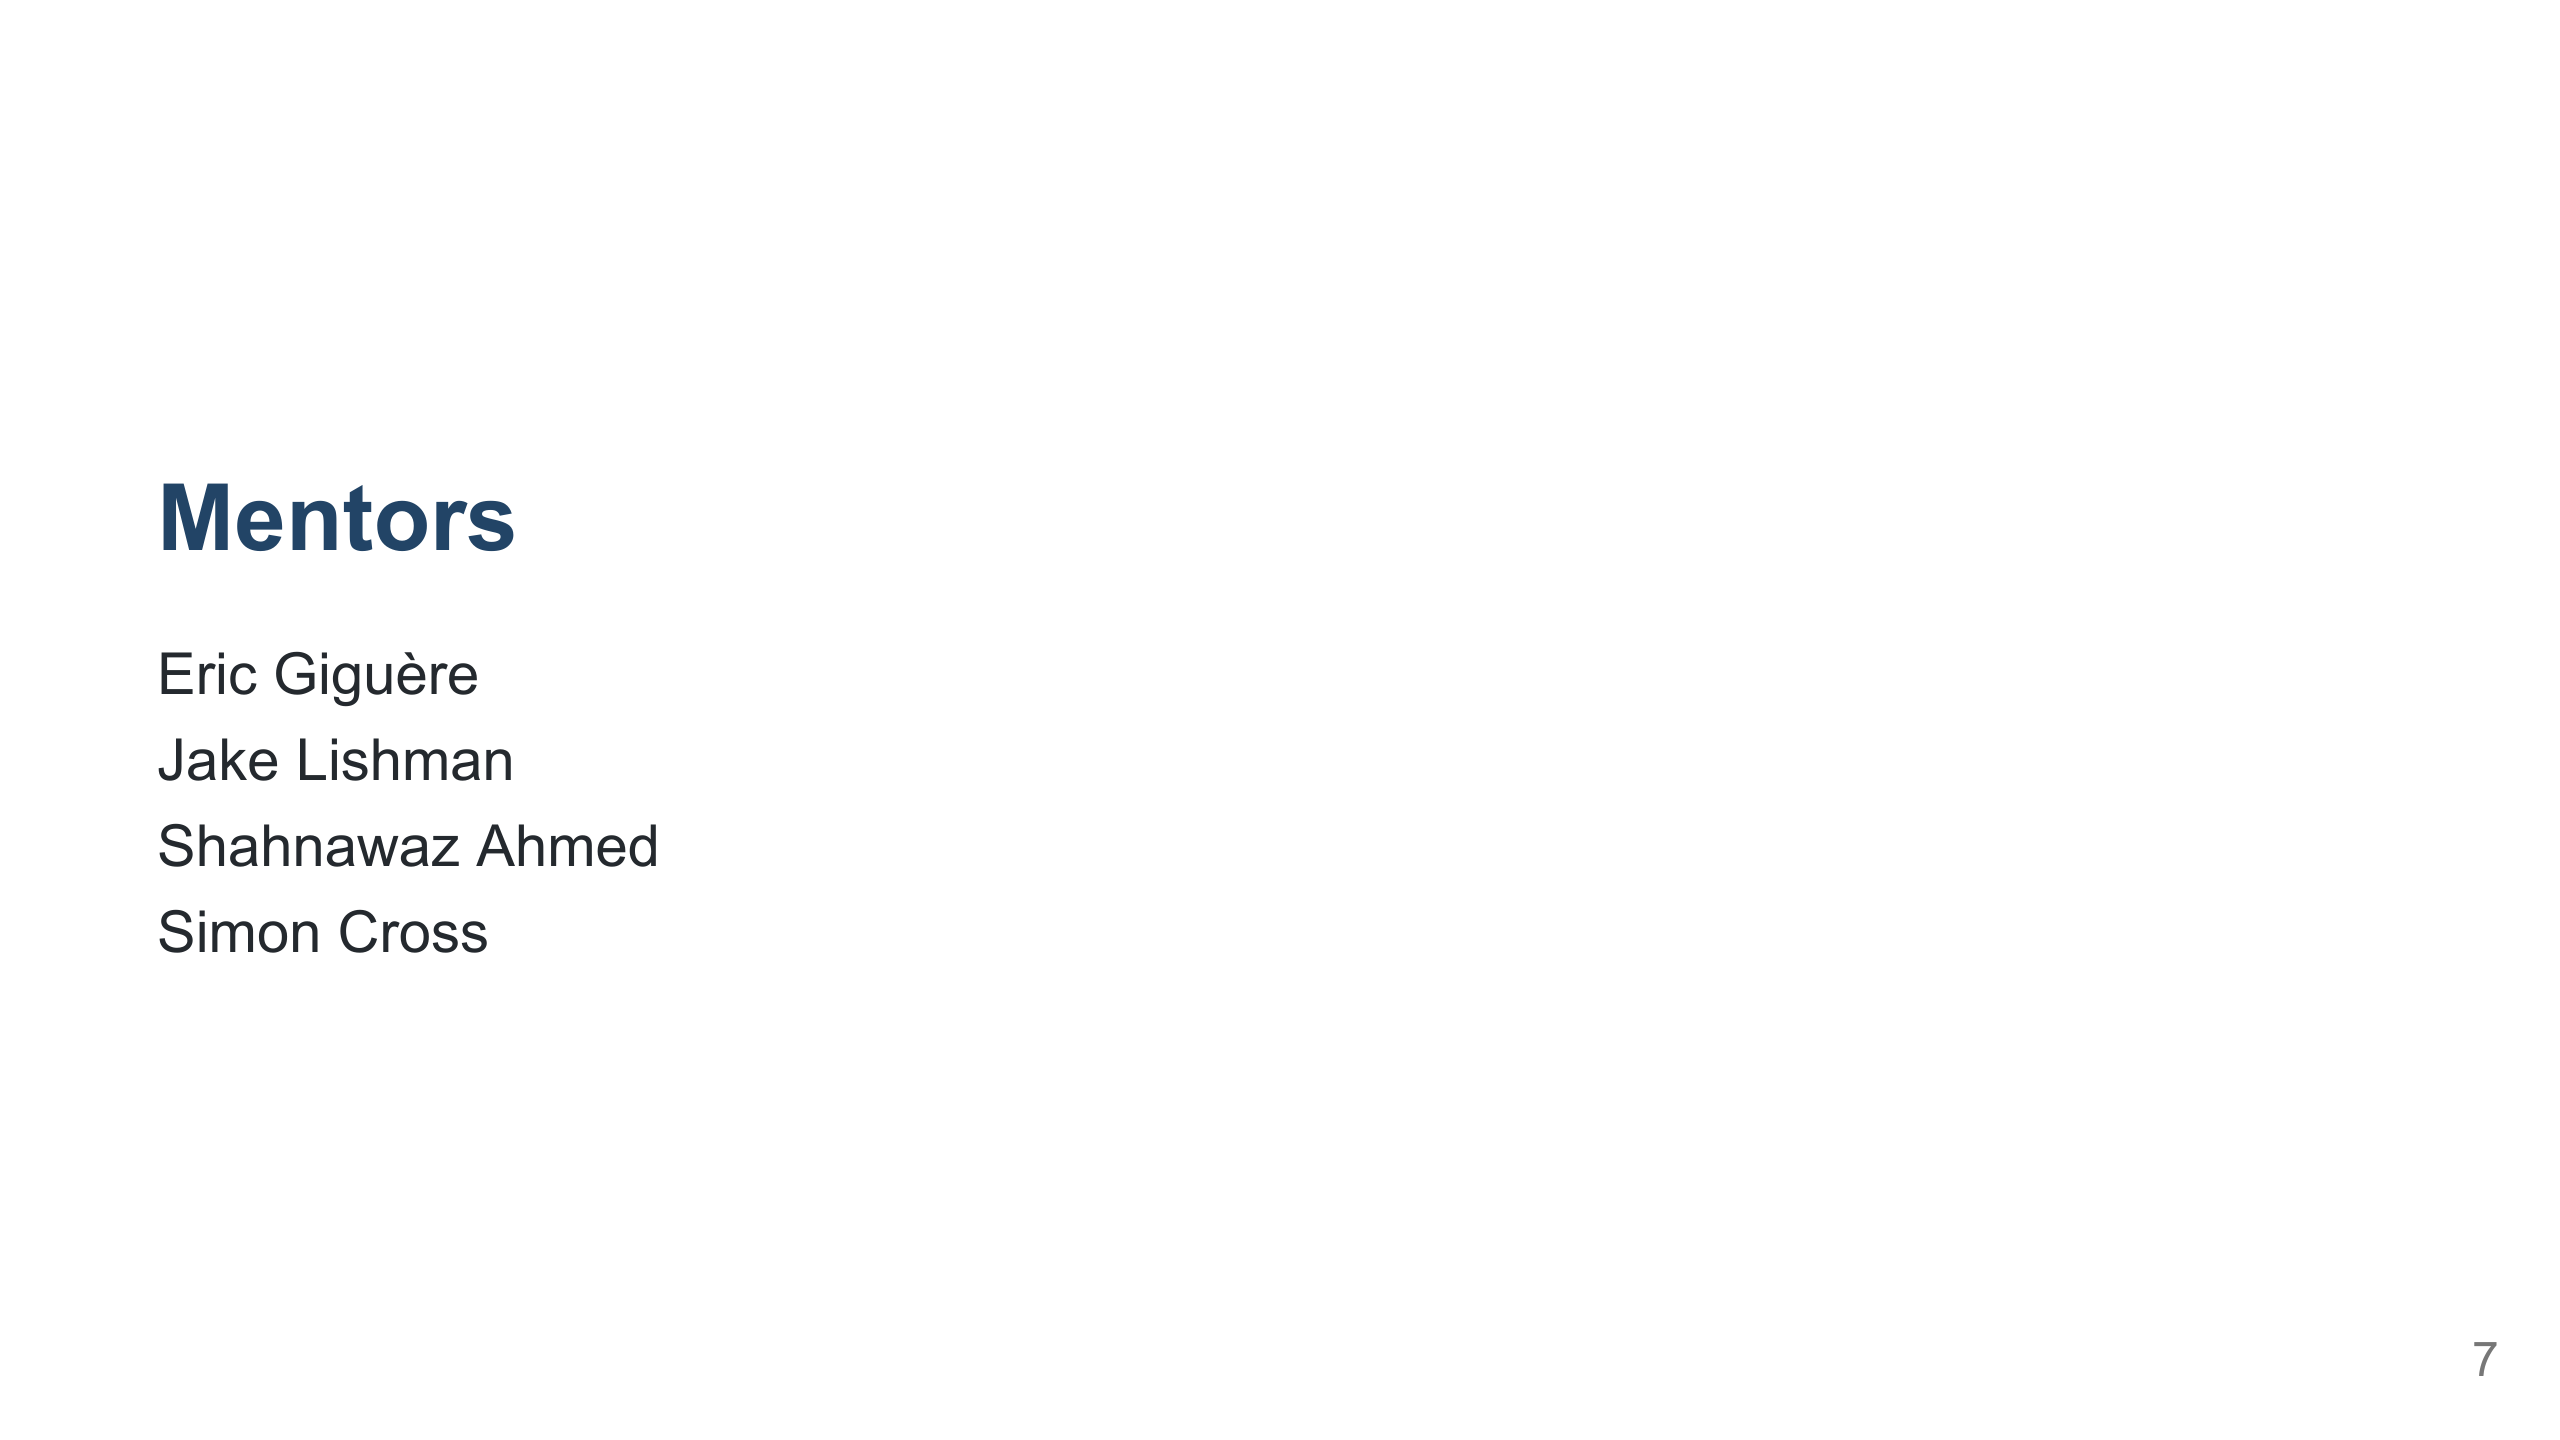 Mentors
Eric Giguère
Jake Lishman
Shahnawaz Ahmed
Simon Cross
7